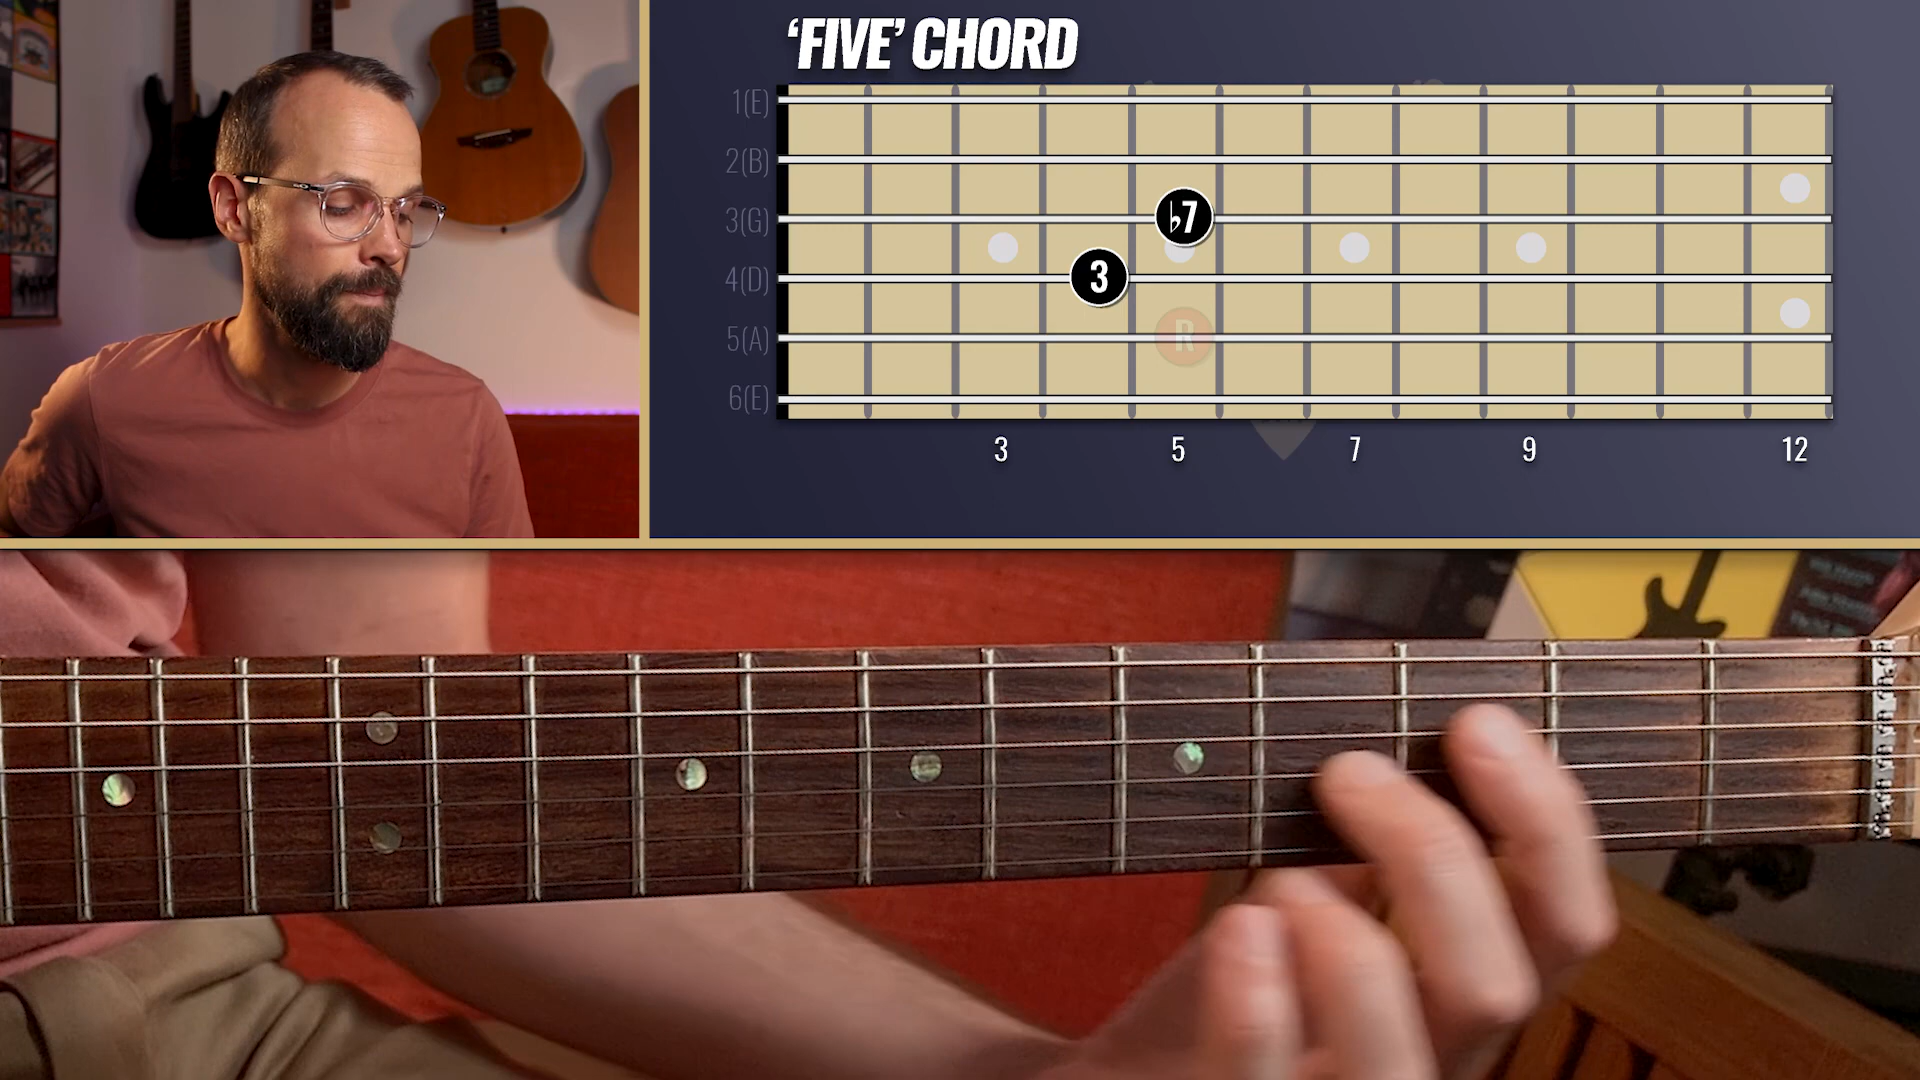 ‘FIVE’ CHORD
1(E)
2(B)
3(G)
♭7
4(D)
3
5(A)
R
6(E)
3 5 7 9 12